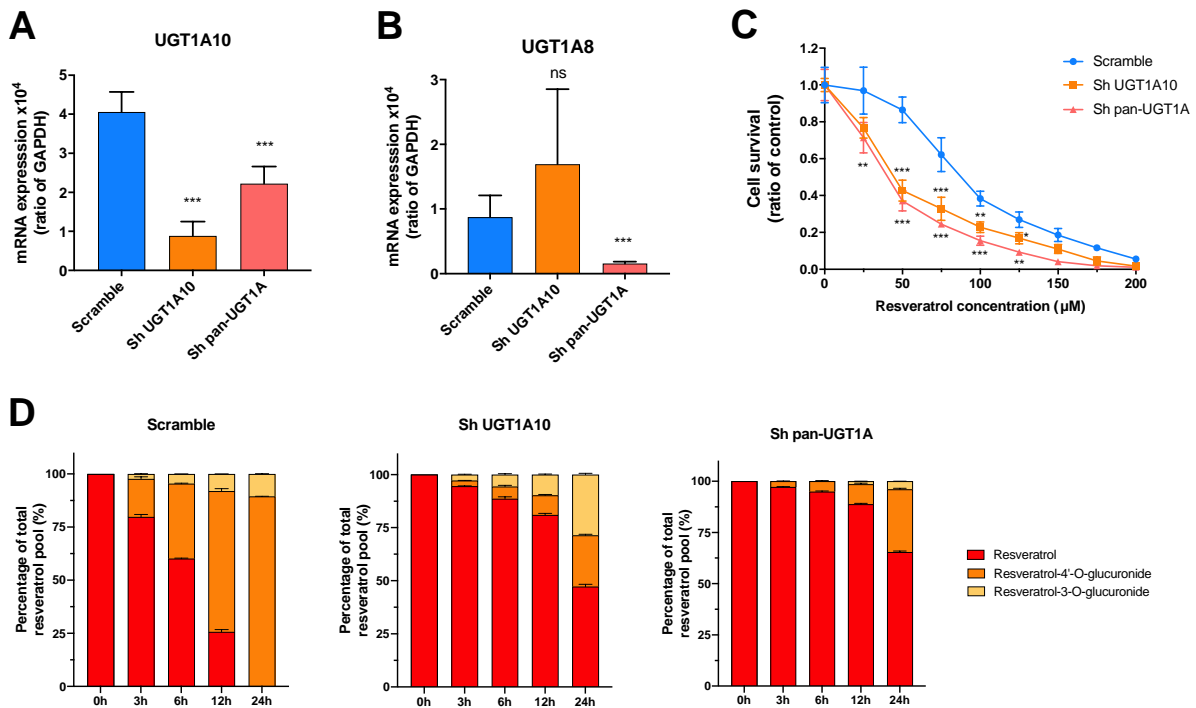 A
UGT1A10
mRNA expresssion x10⁴
(ratio of GAPDH)
5
4
3
2
1
0
***
***
Scramble
Sh UGT1A10
Sh pan-UGT1A
B
UGT1A8
mRNA expresssion x10⁴
(ratio of GAPDH)
3
2
1
0
ns
***
Scramble
Sh UGT1A10
Sh pan-UGT1A
C
Cell survival
(ratio of control)
1.2
1.0
0.8
0.6
0.4
0.2
0.0
Scramble
Sh UGT1A10
Sh pan-UGT1A
**
***
***
**
*
***
***
***
**
0
50
100
150
200
Resveratrol concentration (µM)
D
Scramble
Percentage of total
resveratrol pool (%)
100
75
50
25
0
0h
3h
6h
12h
24h
Sh UGT1A10
Percentage of total
resveratrol pool (%)
100
75
50
25
0
0h
3h
6h
12h
24h
Sh pan-UGT1A
Percentage of total
resveratrol pool (%)
100
75
50
25
0
0h
3h
6h
12h
24h
Resveratrol
Resveratrol-4'-O-glucuronide
Resveratrol-3-O-glucuronide